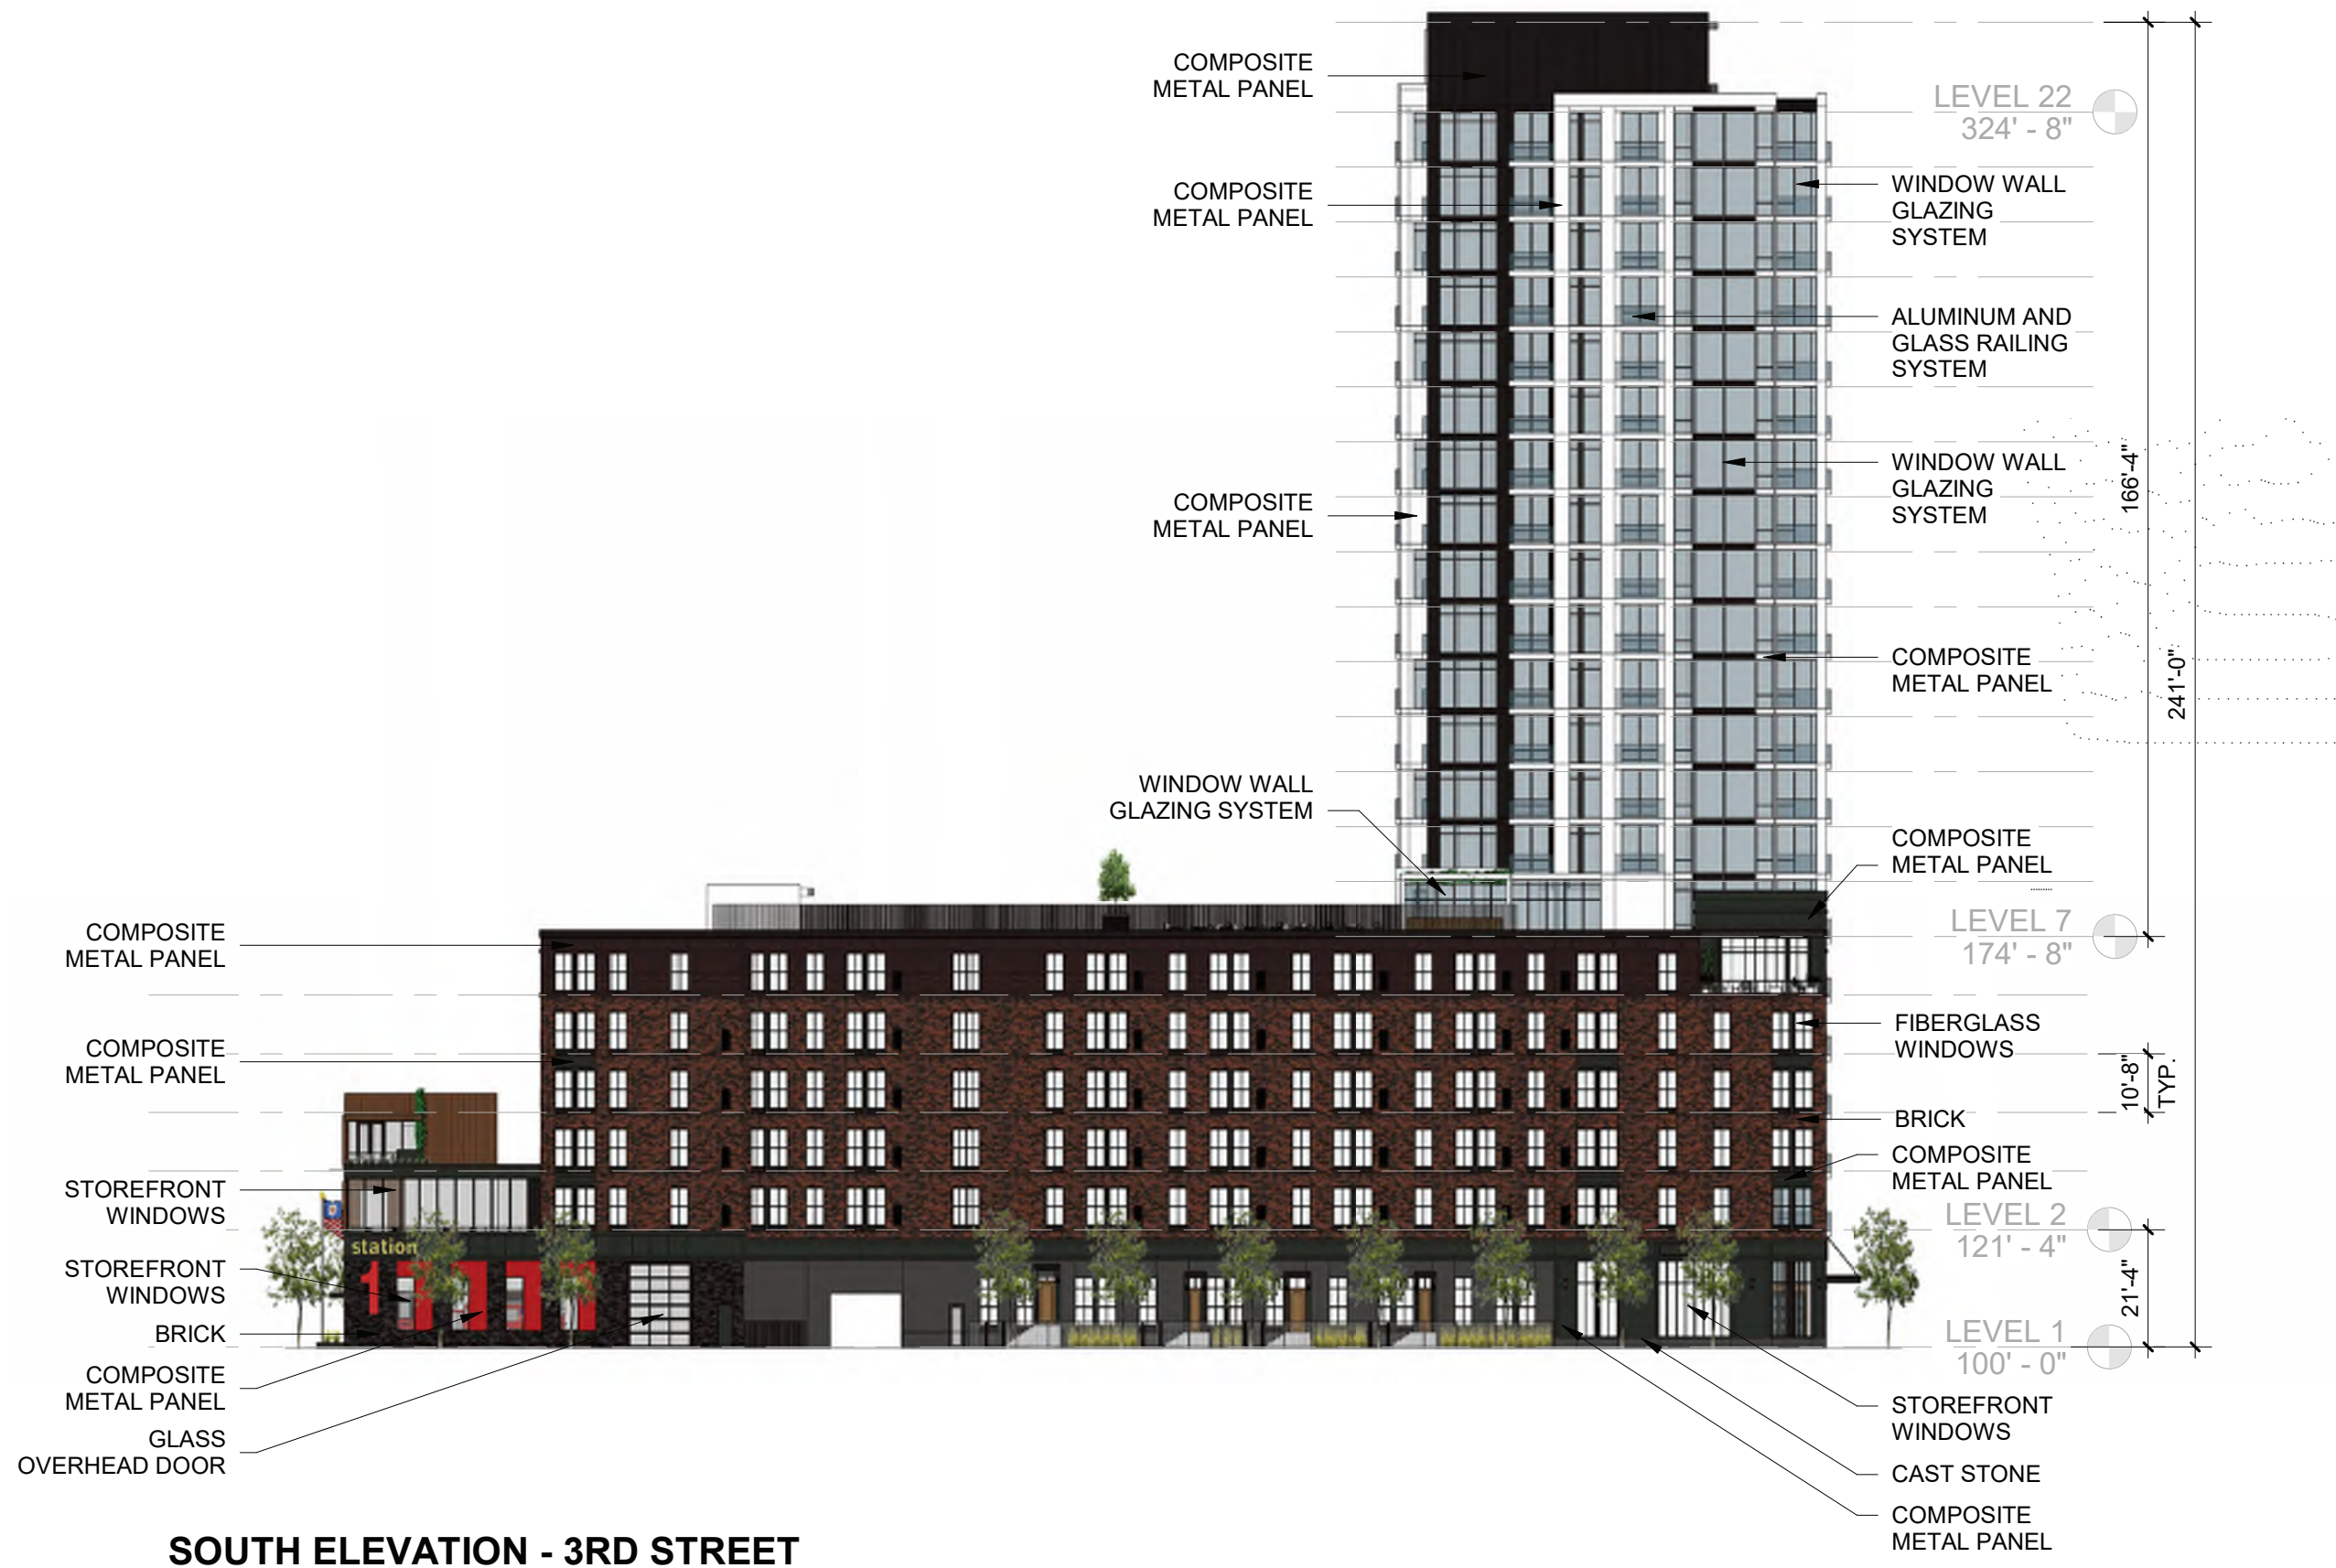 COMPOSITE
METAL PANEL
LEVEL 22
324' - 8"
COMPOSITE
METAL PANEL
WINDOW WALL
GLAZING
SYSTEM
ALUMINUM AND
GLASS RAILING
SYSTEM
166'-4"
COMPOSITE
METAL PANEL
WINDOW WALL
GLAZING
SYSTEM
COMPOSITE
METAL PANEL
241'-0"
WINDOW WALL
GLAZING SYSTEM
COMPOSITE
METAL PANEL
COMPOSITE
METAL PANEL
LEVEL 7
174' - 8"
FIBERGLASS
WINDOWS
COMPOSITE
METAL PANEL
10'-8"
TYP.
BRICK
COMPOSITE
METAL PANEL
STOREFRONT
WINDOWS
LEVEL 2
121' - 4"
station
1
STOREFRONT
WINDOWS
21'-4"
BRICK
LEVEL 1
100' - 0"
COMPOSITE
METAL PANEL
STOREFRONT
WINDOWS
GLASS
OVERHEAD DOOR
CAST STONE
COMPOSITE
METAL PANEL
SOUTH ELEVATION - 3RD STREET